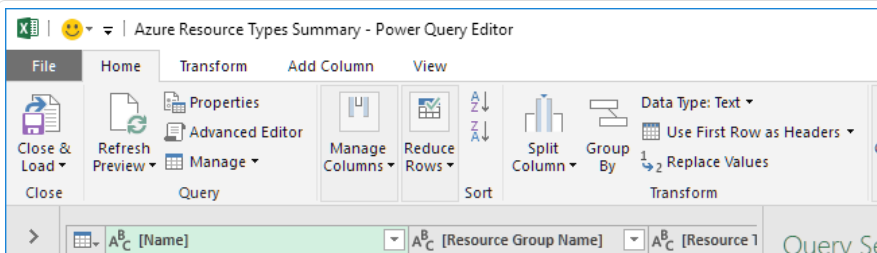 Azure Resource Types Summary - Power Query Editor
File Home Transform Add Column View
Close & Load
Refresh Preview
Properties
Advanced Editor
Manage
Manage Columns
Reduce Rows
Split Column
Group By
Data Type: Text
Use First Row as Headers
Replace Values
Close Query Sort Transform
[Name] [Resource Group Name] [Resource
Query